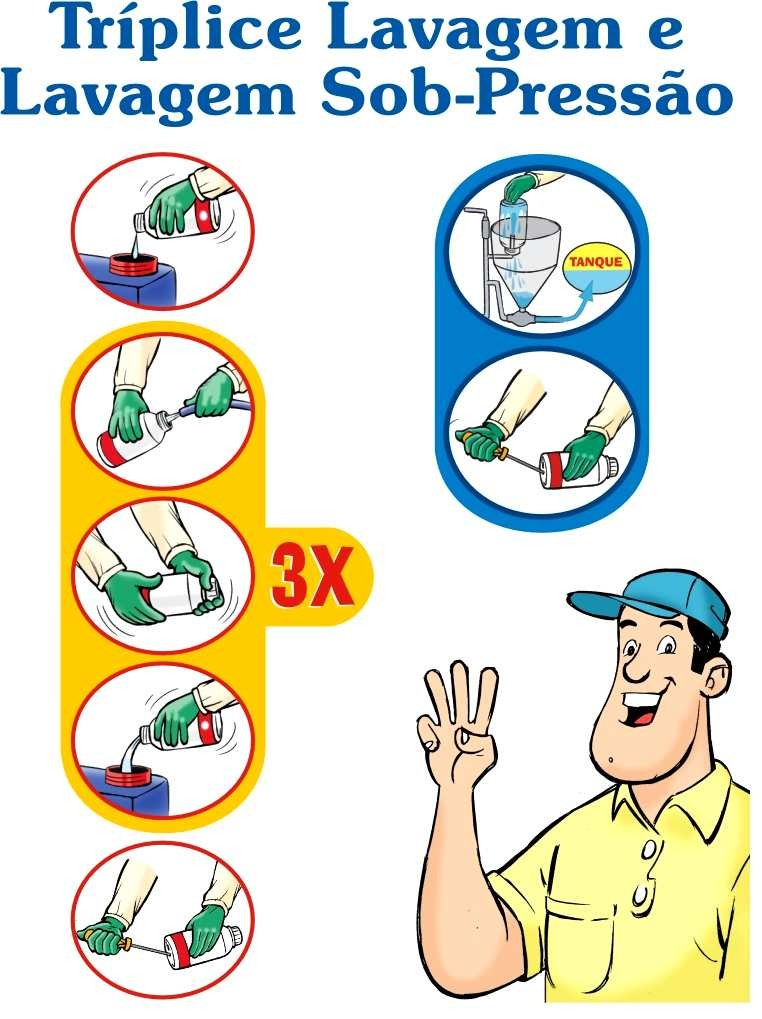 Tríplice Lavagem e
Lavagem Sob-Pressão
TANQUE
3X